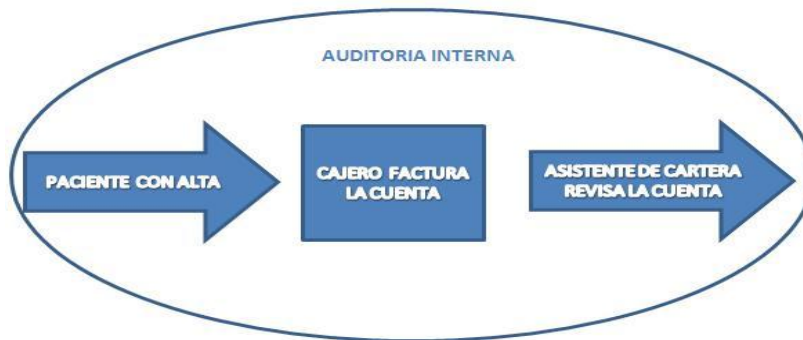 AUDITORIA INTERNA
PACIENTE CON ALTA
CAJERO FACTURA
LA CUENTA
ASISTENTE DE CARTERA
REVISA LA CUENTA